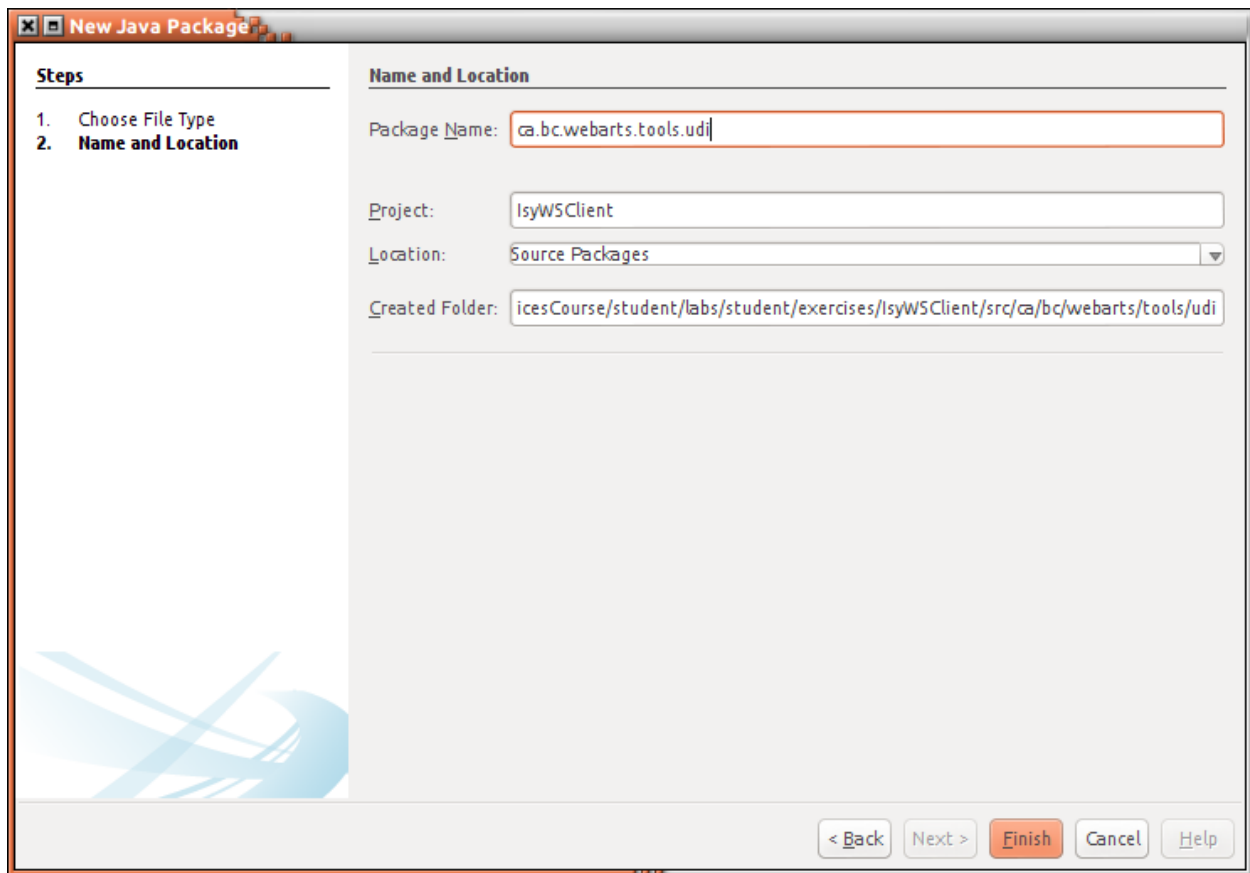 New Java Package
Steps
1. Choose File Type
2. Name and Location
Name and Location
Package Name: ca.bc.webarts.tools.udi
Project: IsyWSClient
Location: Source Packages
Created Folder: icesCourse/student/labs/student/exercises/IsyWSClient/src/ca/bc/webarts/tools/udi
< Back Next > Finish Cancel Help